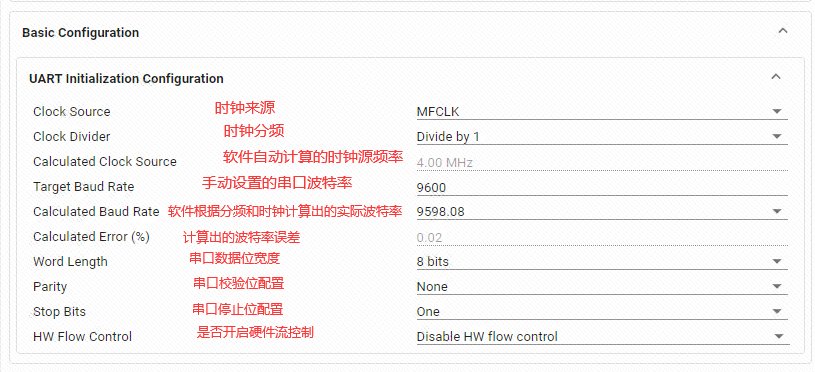 Basic Configuration
UART Initialization Configuration
Clock Source 时钟来源 MFCLK
Clock Divider 时钟分频 Divide by 1
Calculated Clock Source 软件自动计算的时钟源频率 4.00 MHz
Target Baud Rate 手动设置的串口波特率 9600
Calculated Baud Rate 软件根据分频和时钟计算出的实际波特率 9598.08
Calculated Error (%) 计算出的波特率误差 0.02
Word Length 串口数据位宽度 8 bits
Parity 串口校验位配置 None
Stop Bits 串口停止位配置 One
HW Flow Control 是否开启硬件流控制 Disable HW flow control